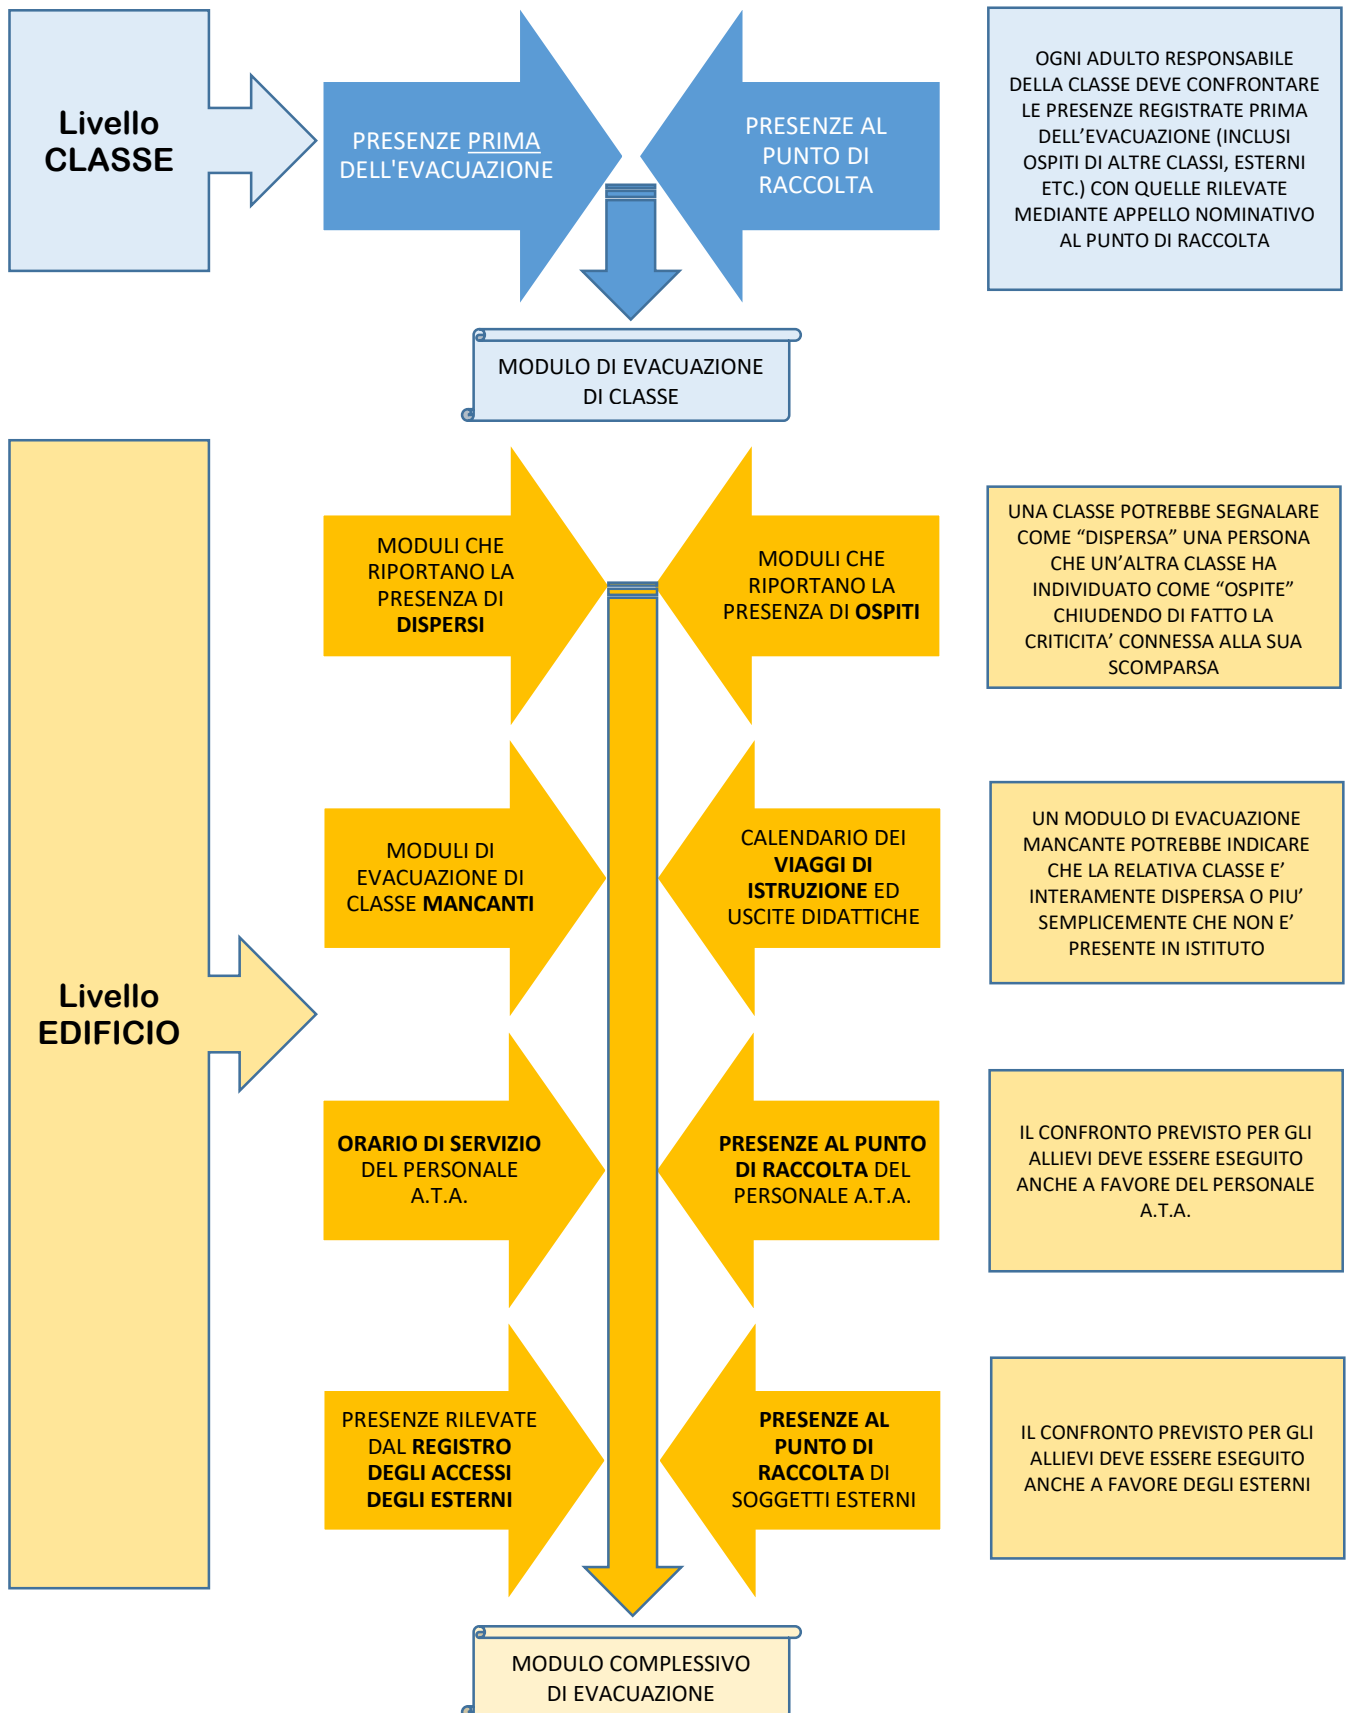 Livello
CLASSE
PRESENZE PRIMA
DELL'EVACUAZIONE
PRESENZE AL
PUNTO DI
RACCOLTA
OGNI ADULTO RESPONSABILE
DELLA CLASSE DEVE CONFRONTARE
LE PRESENZE REGISTRATE PRIMA
DELL’EVACUAZIONE (INCLUSI
OSPITI DI ALTRE CLASSI, ESTERNI
ETC.) CON QUELLE RILEVATE
MEDIANTE APPELLO NOMINATIVO
AL PUNTO DI RACCOLTA
MODULO DI EVACUAZIONE
DI CLASSE
Livello
EDIFICIO
MODULI CHE
RIPORTANO LA
PRESENZA DI
DISPERSI
MODULI CHE
RIPORTANO LA
PRESENZA DI OSPITI
UNA CLASSE POTREBBE SEGNALARE
COME “DISPERSA” UNA PERSONA
CHE UN’ALTRA CLASSE HA
INDIVIDUATO COME “OSPITE”
CHIUDENDO DI FATTO LA
CRITICITA’ CONNESSA ALLA SUA
SCOMPARSA
MODULI DI
EVACUAZIONE DI
CLASSE MANCANTI
CALENDARIO DEI
VIAGGI DI
ISTRUZIONE ED
USCITE DIDATTICHE
UN MODULO DI EVACUAZIONE
MANCANTE POTREBBE INDICARE
CHE LA RELATIVA CLASSE E’
INTERAMENTE DISPERSA O PIU’
SEMPLICEMENTE CHE NON E’
PRESENTE IN ISTITUTO
ORARIO DI SERVIZIO
DEL PERSONALE
A.T.A.
PRESENZE AL PUNTO
DI RACCOLTA DEL
PERSONALE A.T.A.
IL CONFRONTO PREVISTO PER GLI
ALLIEVI DEVE ESSERE ESEGUITO
ANCHE A FAVORE DEL PERSONALE
A.T.A.
PRESENZE RILEVATE
DAL REGISTRO
DEGLI ACCESSI
DEGLI ESTERNI
PRESENZE AL
PUNTO DI
RACCOLTA DI
SOGGETTI ESTERNI
IL CONFRONTO PREVISTO PER GLI
ALLIEVI DEVE ESSERE ESEGUITO
ANCHE A FAVORE DEGLI ESTERNI
MODULO COMPLESSIVO
DI EVACUAZIONE